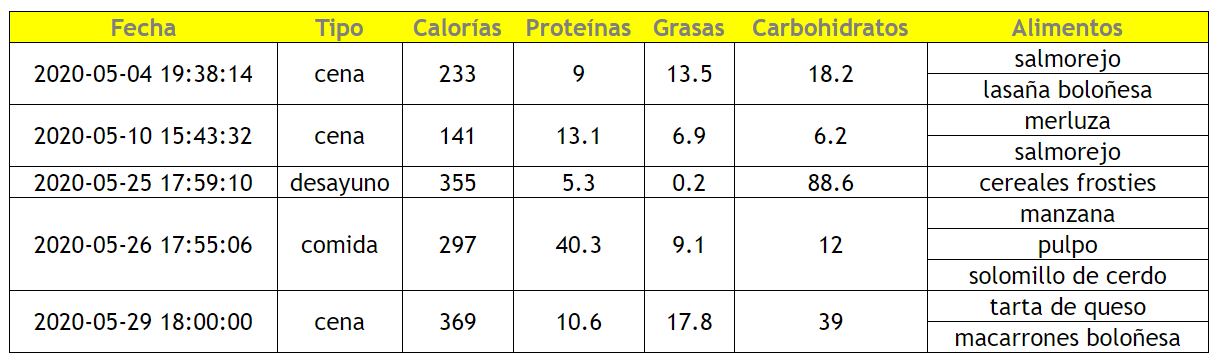 Fecha Tipo Calorías Proteínas Grasas Carbohidratos Alimentos
2020-05-04 19:38:14 cena 233 9 13.5 18.2 salmorejo
lasaña boloñesa
2020-05-10 15:43:32 cena 141 13.1 6.9 6.2 merluza
salmorejo
2020-05-25 17:59:10 desayuno 355 5.3 0.2 88.6 cereales frosties
2020-05-26 17:55:06 comida 297 40.3 9.1 12 manzana
pulpo
solomillo de cerdo
2020-05-29 18:00:00 cena 369 10.6 17.8 39 tarta de queso
macarrones boloñesa